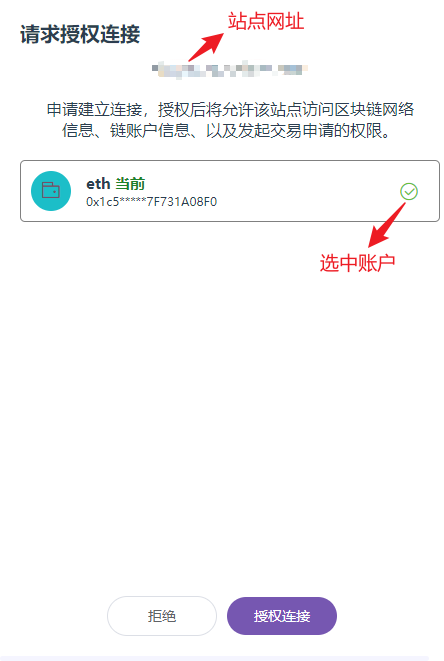 站点网址
请求授权连接
申请建立连接，授权后将允许该站点访问区块链网络
信息、链账户信息、以及发起交易申请的权限。
eth 当前
0x1c5*****7F731A08F0
选中账户
拒绝
授权连接